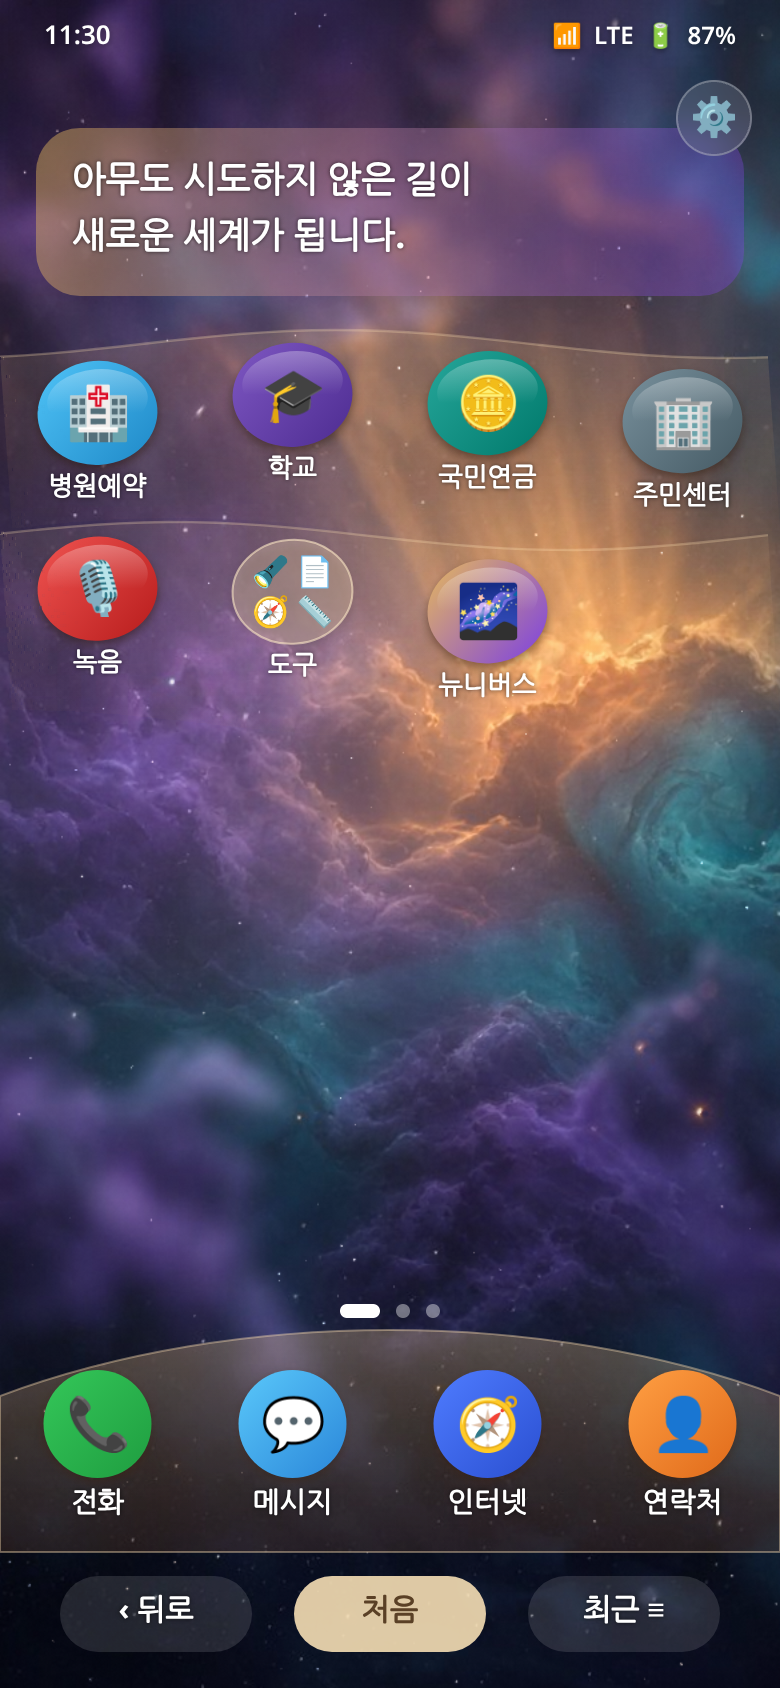 11:30
LTE 87%
아무도 시도하지 않은 길이
새로운 세계가 됩니다.
병원예약 학교 국민연금 주민센터
녹음 도구 뉴니버스
전화 메시지 인터넷 연락처
‹ 뒤로 처음 최근 ≡